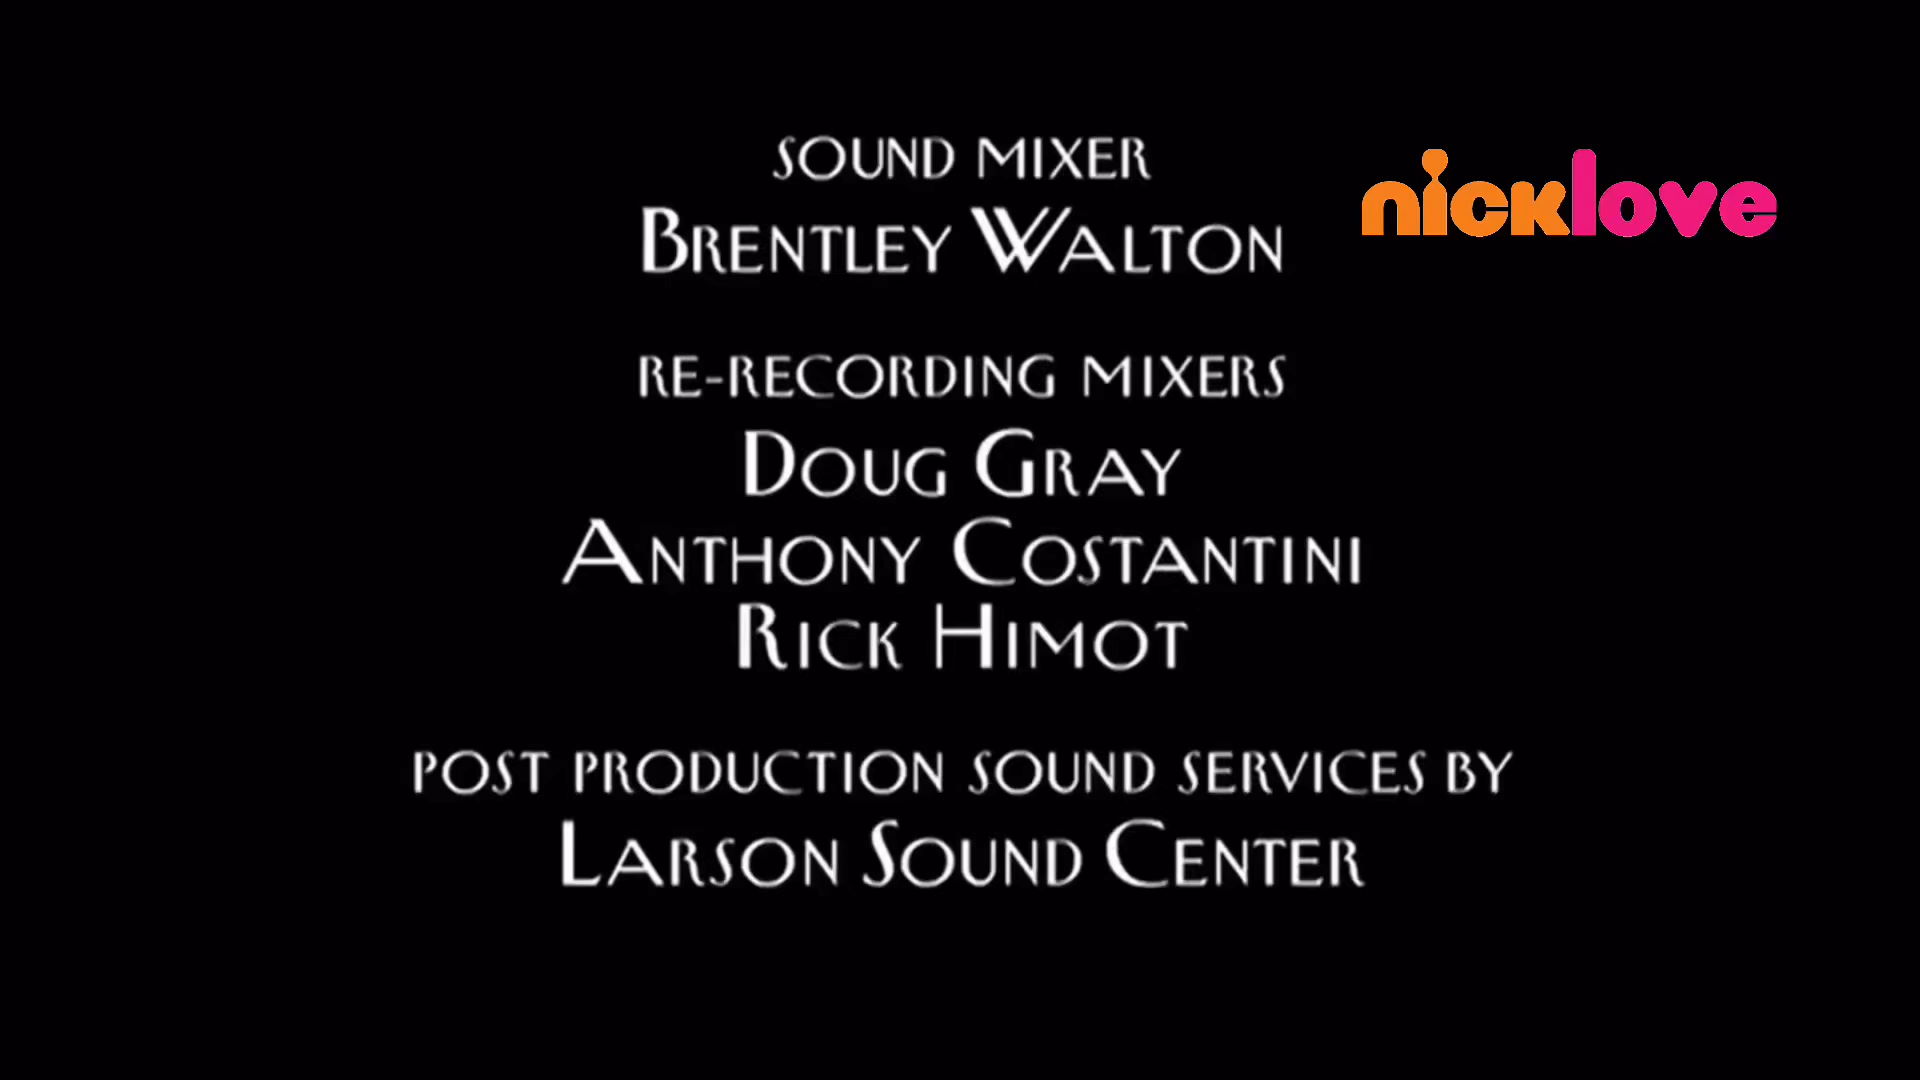 SOUND MIXER
BRENTLEY WALTON
nicklove
RE-RECORDING MIXERS
DOUG GRAY
ANTHONY COSTANTINI
RICK HIMOT
POST PRODUCTION SOUND SERVICES BY
LARSON SOUND CENTER